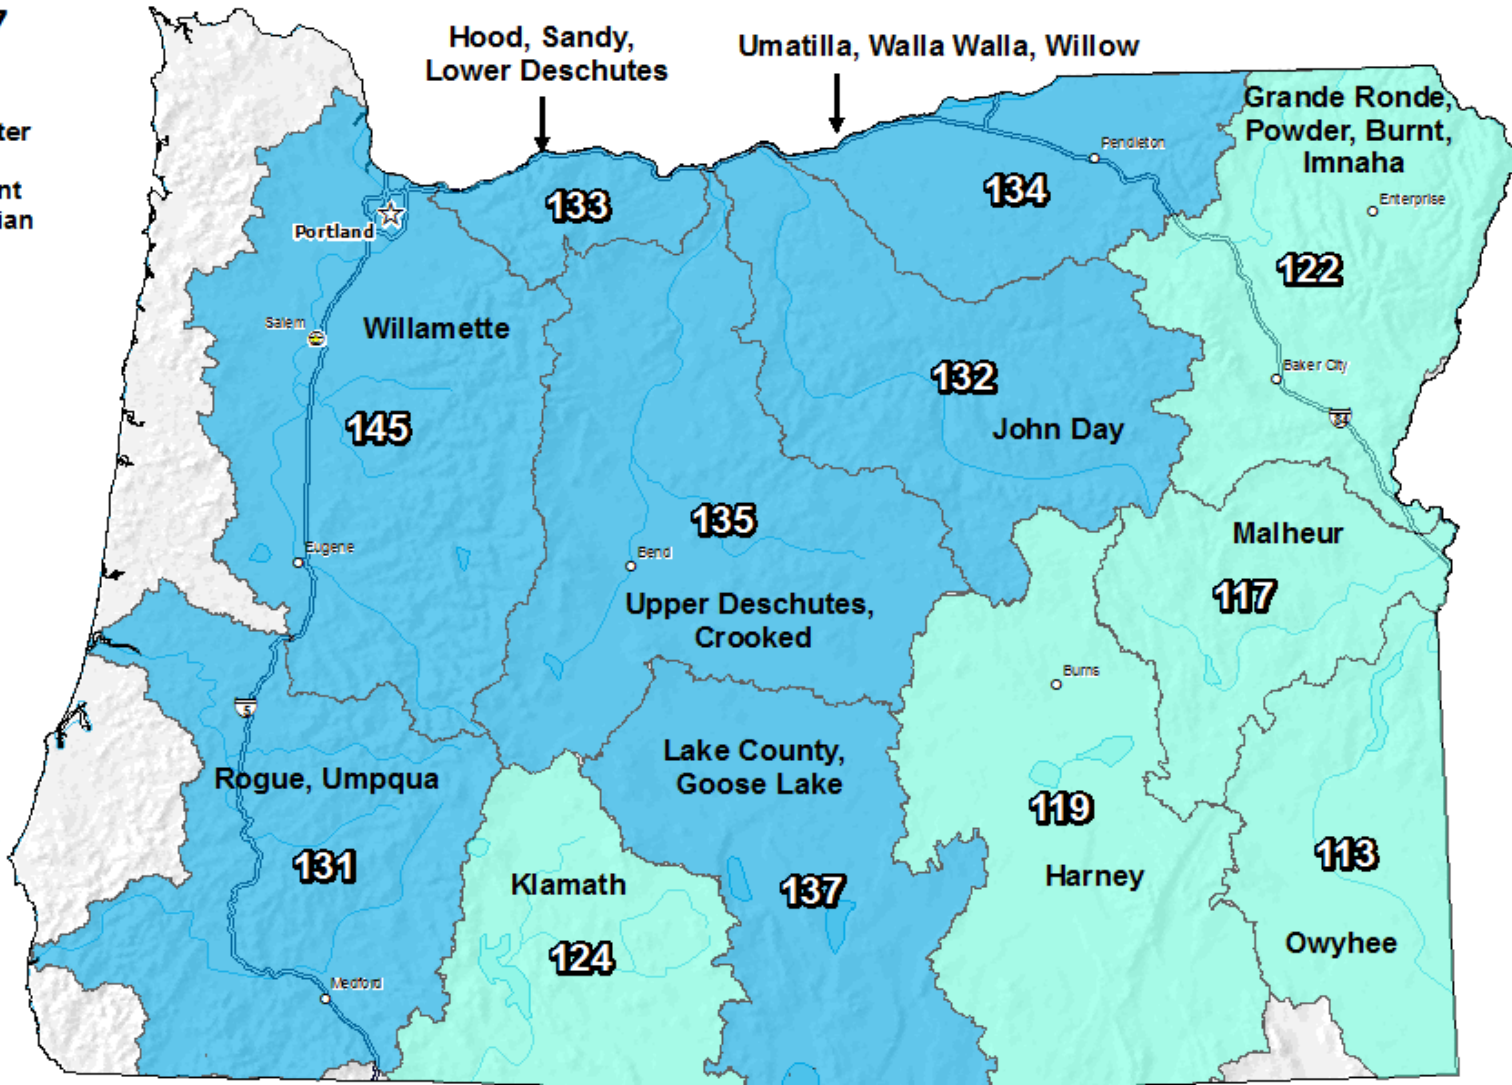 7
ter
nt
ian
Hood, Sandy,
Lower Deschutes
Umatilla, Walla Walla, Willow
Grande Ronde,
Powder, Burnt,
Imnaha
Pendleton
Enterprise
133
134
Portland
122
Salem
Willamette
Baker City
132
84
145
John Day
135
Malheur
Eugene
Bend
117
Upper Deschutes,
Crooked
Burns
5
Lake County,
Goose Lake
Rogue, Umpqua
119
113
131
Klamath
137
Harney
124
Owyhee
Medford